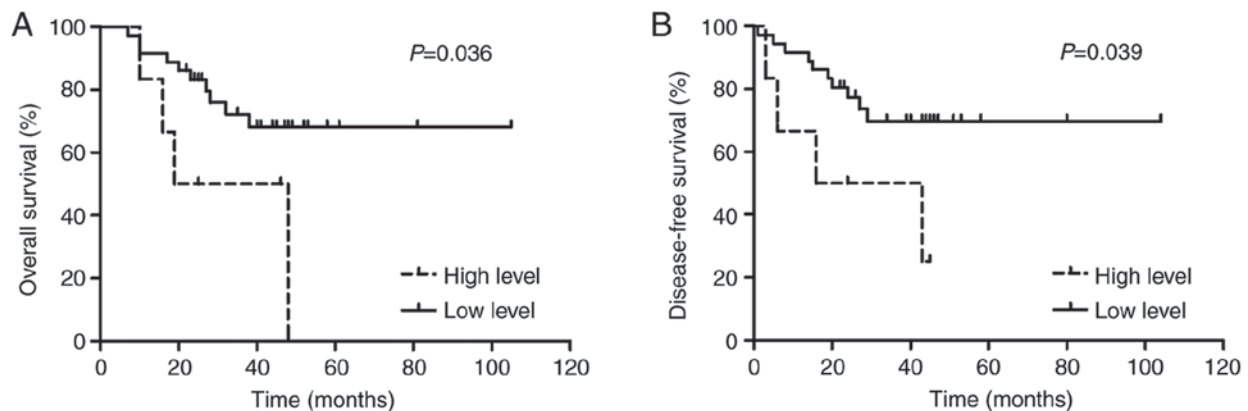 A
P=0.036
Overall survival (%)
100
80
60
40
20
0
High level
Low level
0 20 40 60 80 100 120
Time (months)
B
P=0.039
Disease-free survival (%)
100
80
60
40
20
0
High level
Low level
0 20 40 60 80 100 120
Time (months)